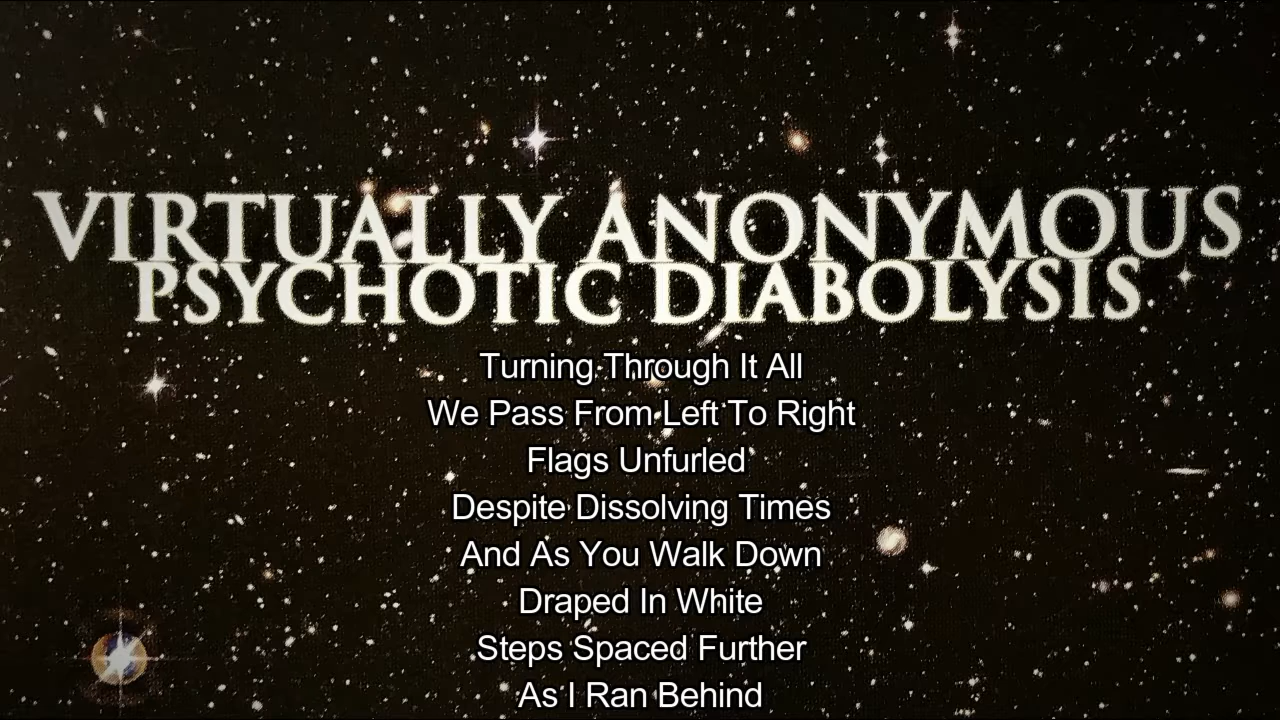 VIRTUALLY ANONYMOUS
PSYCHOTIC DIABOLYSIS
Turning Through It All
We Pass From Left To Right
Flags Unfurled
Despite Dissolving Times
And As You Walk Down
Draped In White
Steps Spaced Further
As I Ran Behind